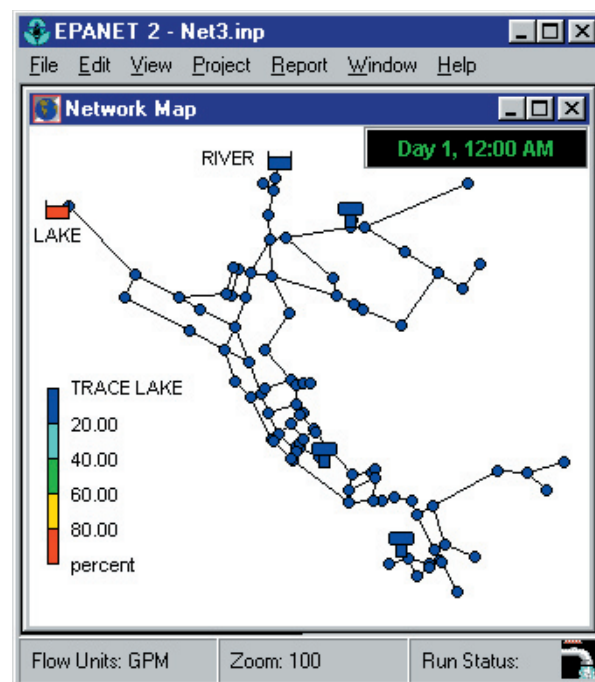 EPANET 2 - Net3.inp
File Edit View Project Report Window Help
Network Map
Day 1, 12:00 AM
RIVER
LAKE
TRACE LAKE
20.00
40.00
60.00
80.00
percent
Flow Units: GPM
Zoom: 100
Run Status: